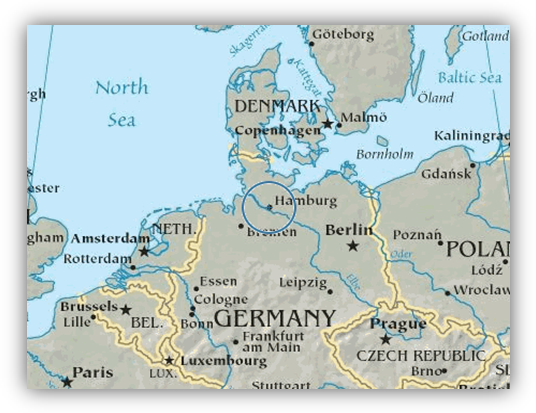 Göteborg
Skagerrak
Kattegat
Gotland
North
Sea
Baltic Sea
Öland
DENMARK
Malmö
Copenhagen
Kaliningrad
rgh
Bornholm
Gdańsk
Hamburg
ester
Bremen
NETH.
Berlin
Poznań
Amsterdam
ngham
Rotterdam
Oder
POLAN
Łódź
Essen
Leipzig
Elbe
Wrocław
Cologne
Brussels
Lille
BEL.
Bonn
GERMANY
Prague
Frankfurt
am Main
CZECH REPUBLIC
Luxembourg
LUX.
Brno
Paris
Stuttgart